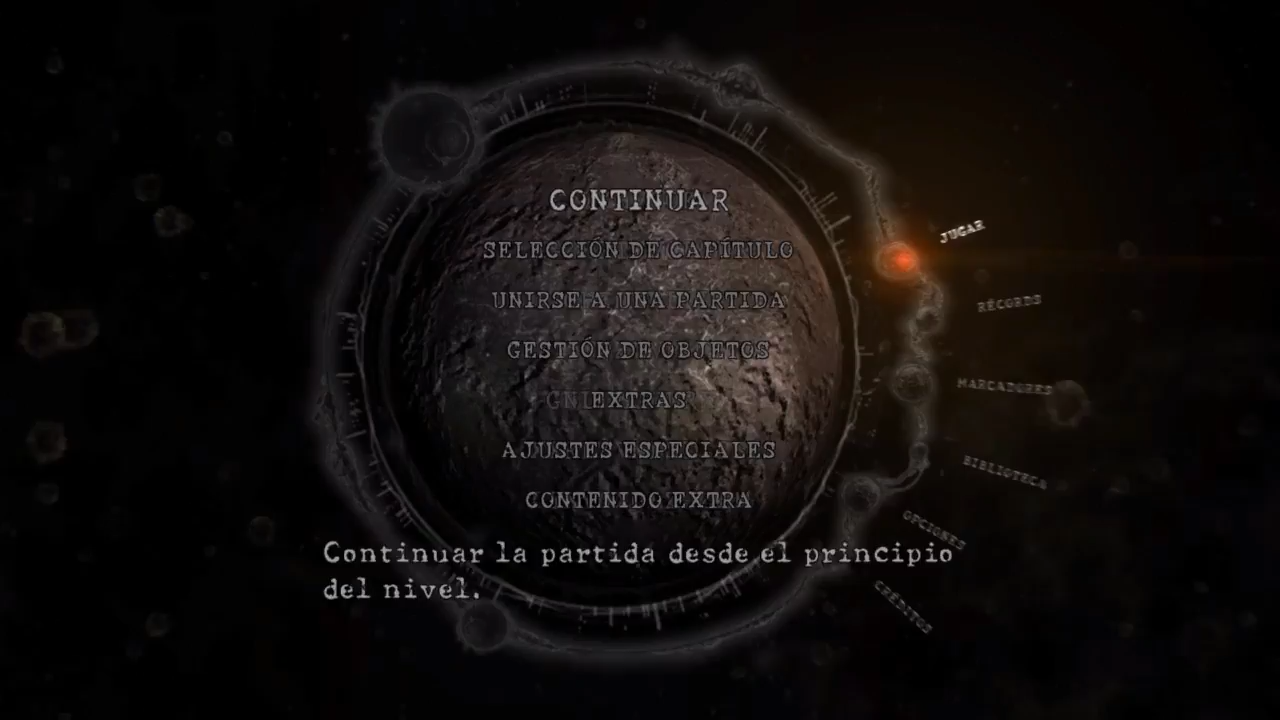 CONTINUAR
SELECCIÓN DE CAPÍTULO
UNIRSE A UNA PARTIDA
GESTIÓN DE OBJETOS
EXTRAS
AJUSTES ESPECIALES
CONTENIDO EXTRA
Continuar la partida desde el principio
del nivel.
JUGAR
RÉCORDS
MARCADORES
BIBLIOTECA
OPCIONES
CRÉDITOS